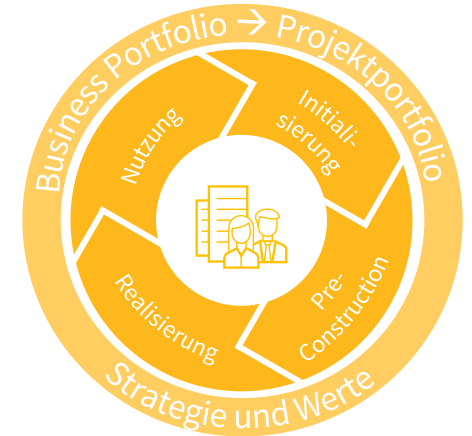 Business Portfolio → Projektportfolio
Nutzung
Initiali-
sierung
Pre-
Construction
Realisierung
Strategie und Werte